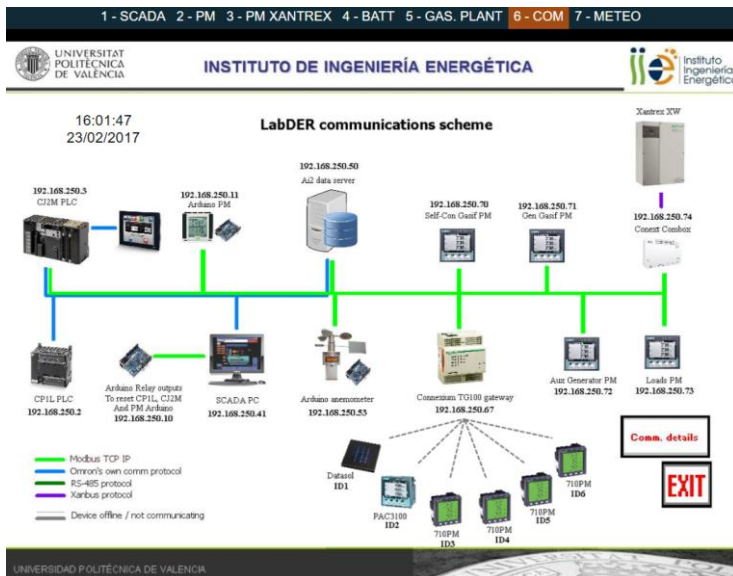 1 - SCADA 2 - PM 3 - PM XANTREX 4 - BATT 5 - GAS. PLANT 6 - COM 7 - METEO
UNIVERSITAT
POLITÈCNICA
DE VALÈNCIA
INSTITUTO DE INGENIERÍA ENERGÉTICA
Instituto
Ingeniería
Energética
16:01:47
23/02/2017
LabDER communications scheme
Xantrex XW
192.168.250.3
CJ2M PLC
192.168.250.11
Arduino PM
192.168.250.50
Ai2 data server
192.168.250.70
Self-Con Gasif PM
192.168.250.71
Gen Gasif PM
192.168.250.74
Conext Combox
CP1L PLC
192.168.250.2
Arduino Relay outputs
To reset CP1L, CJ2M
And PM Arduino
192.168.250.10
SCADA PC
192.168.250.41
Arduino anemometer
192.168.250.53
Connexium TG100 gateway
192.168.250.67
Aux Generator PM
192.168.250.72
Loads PM
192.168.250.73
Comm. details
EXIT
Modbus TCP IP
Omron's own comm protocol
RS-485 protocol
Xanbus protocol
Device offline / not communicating
Datasol
ID1
PAC3100
ID2
710PM
ID3
710PM
ID4
710PM
ID5
710PM
ID6
UNIVERSIDAD POLITÉCNICA DE VALENCIA